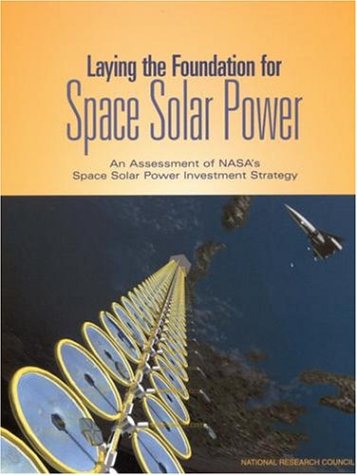 Laying the Foundation for
Space Solar Power
An Assessment of NASA's
Space Solar Power Investment Strategy
NATIONAL RESEARCH COUNCIL